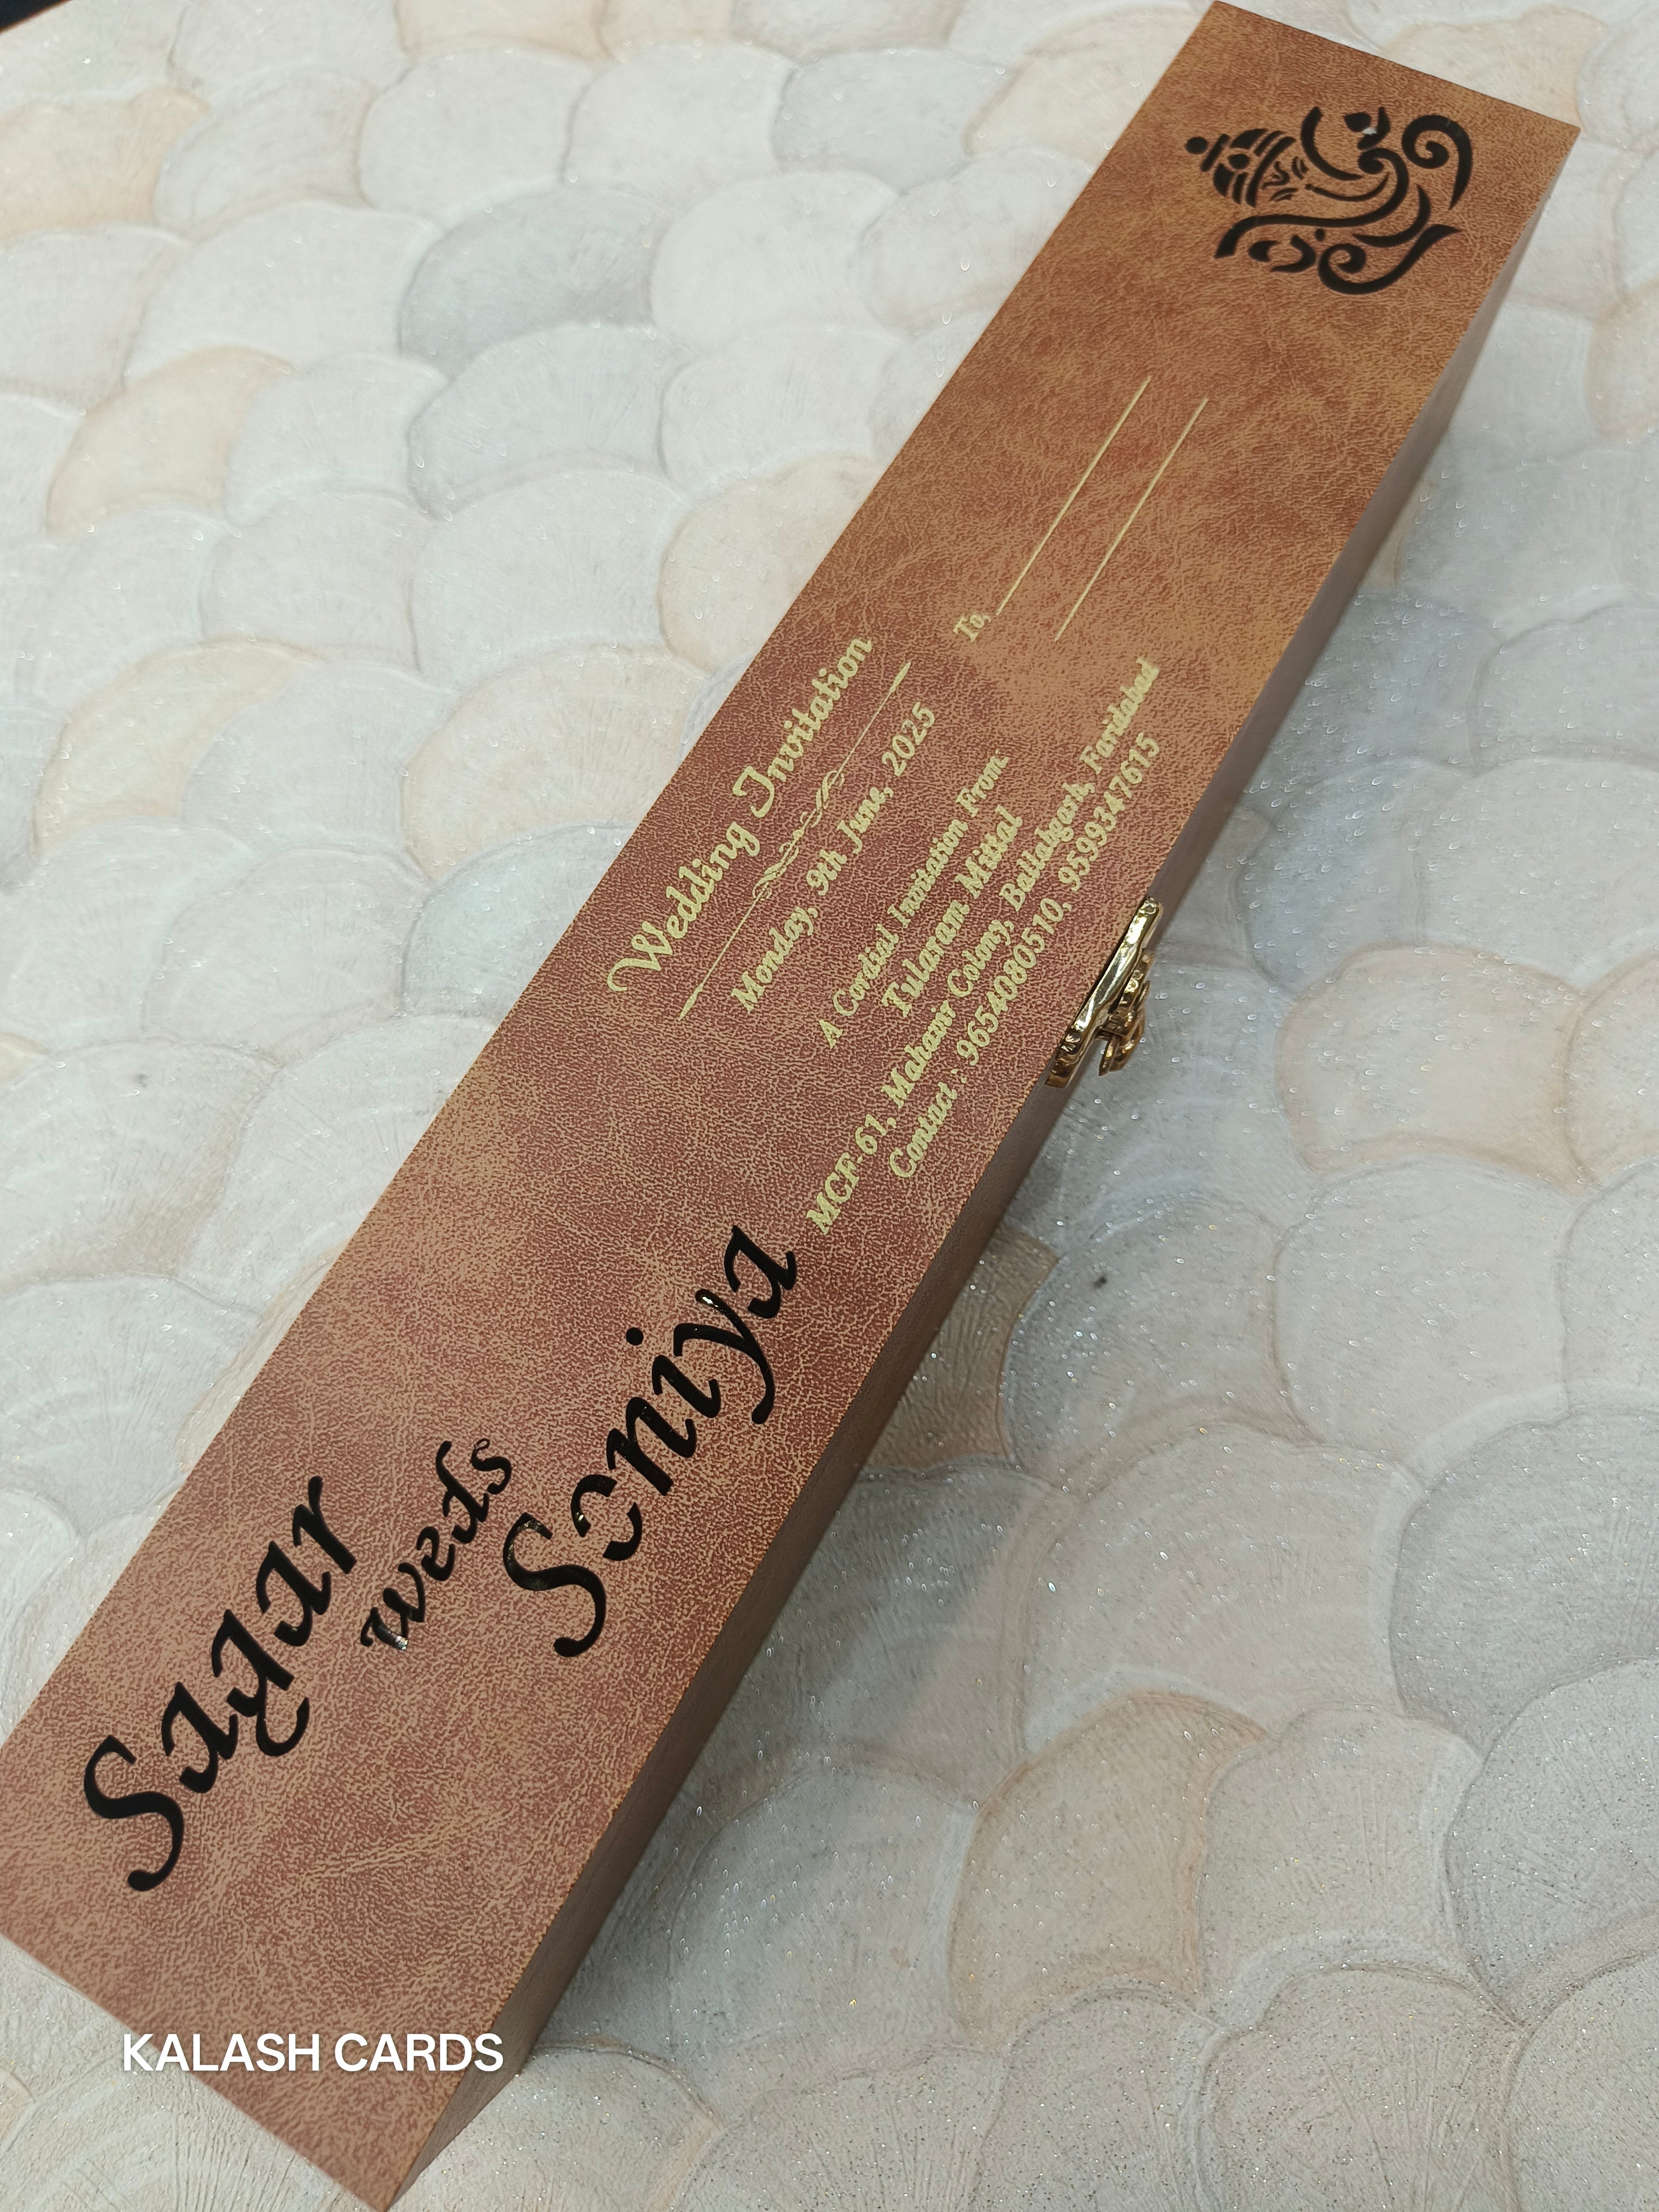 Sagar
weds
Soniya
Wedding Invitation
Monday, 9th June, 2025
A Cordial Invitation From:
Tularam Mittal
MCF-61, Mahavir Colony, Ballabgarh, Faridabad
Contact : 9654080510, 9599347615
To,
KALASH CARDS